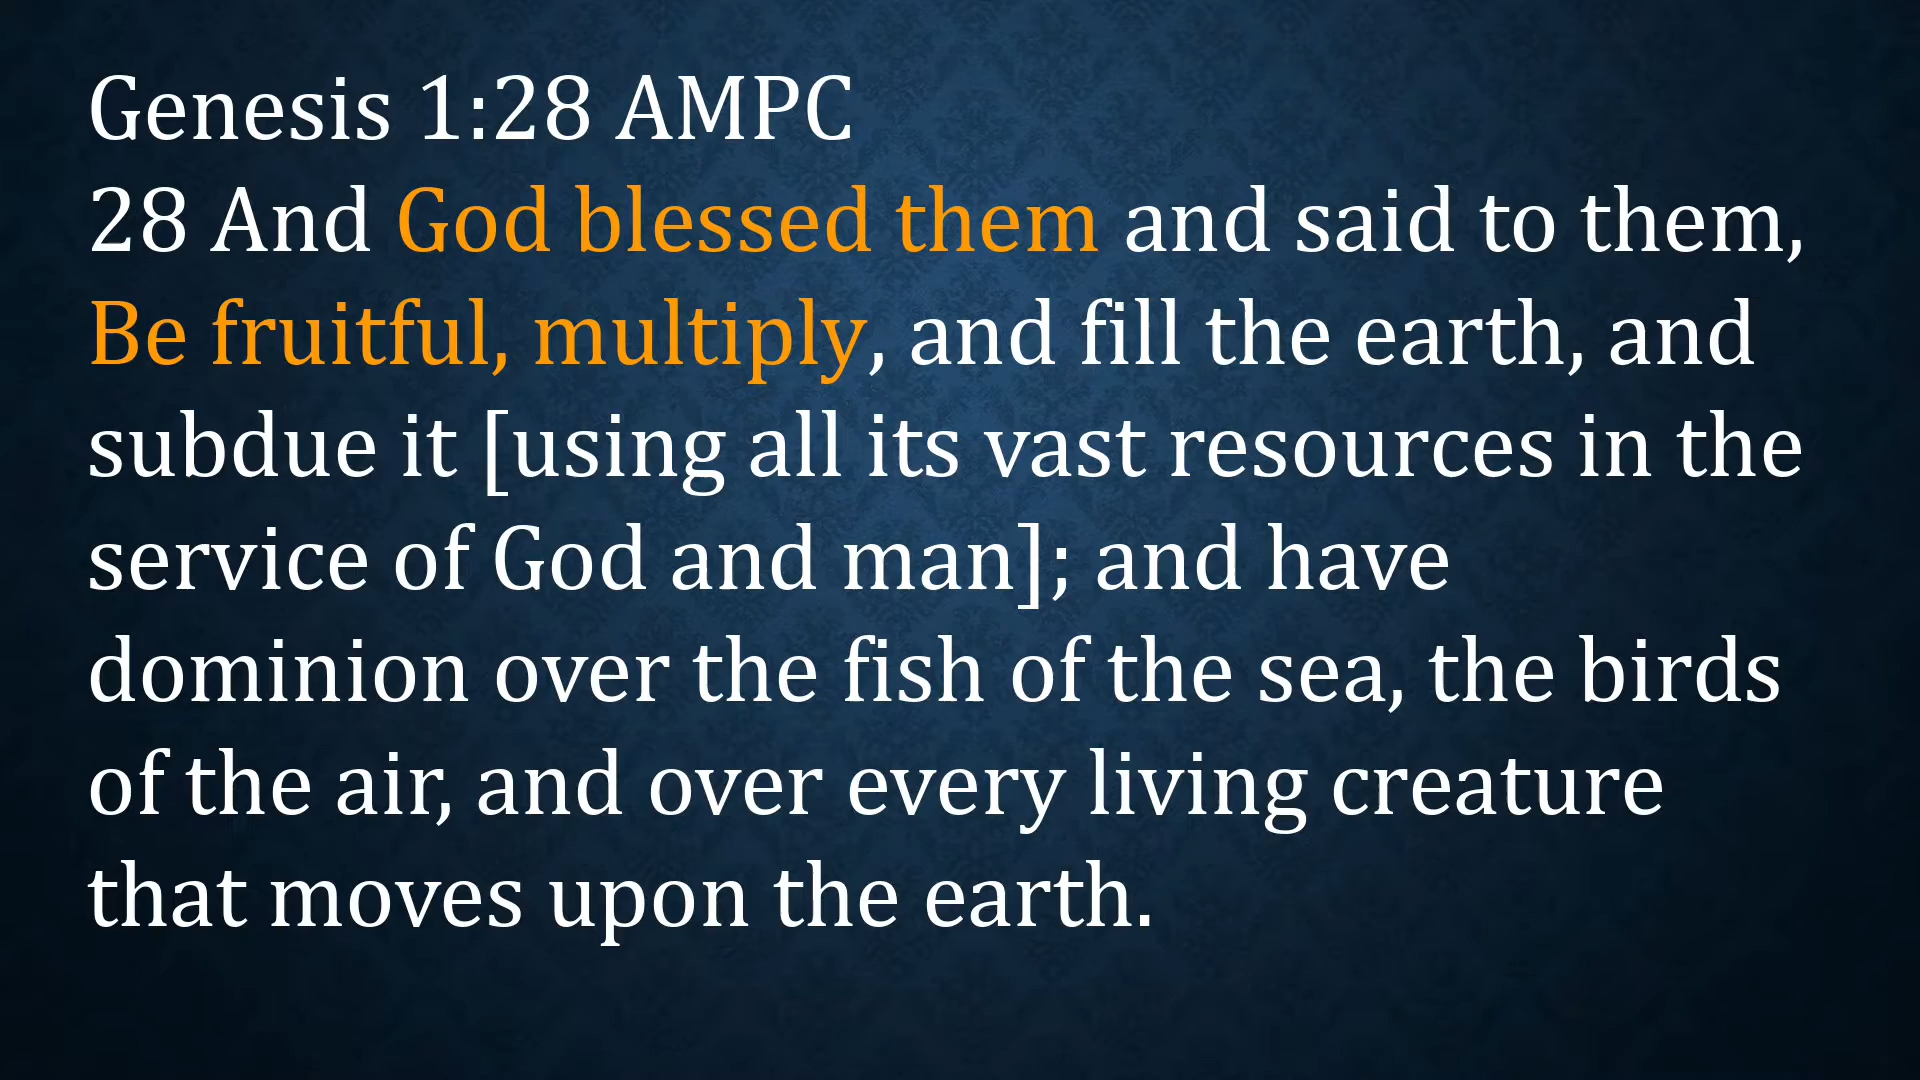 Genesis 1:28 AMPC
28 And God blessed them and said to them,
Be fruitful, multiply, and fill the earth, and
subdue it [using all its vast resources in the
service of God and man]; and have
dominion over the fish of the sea, the birds
of the air, and over every living creature
that moves upon the earth.